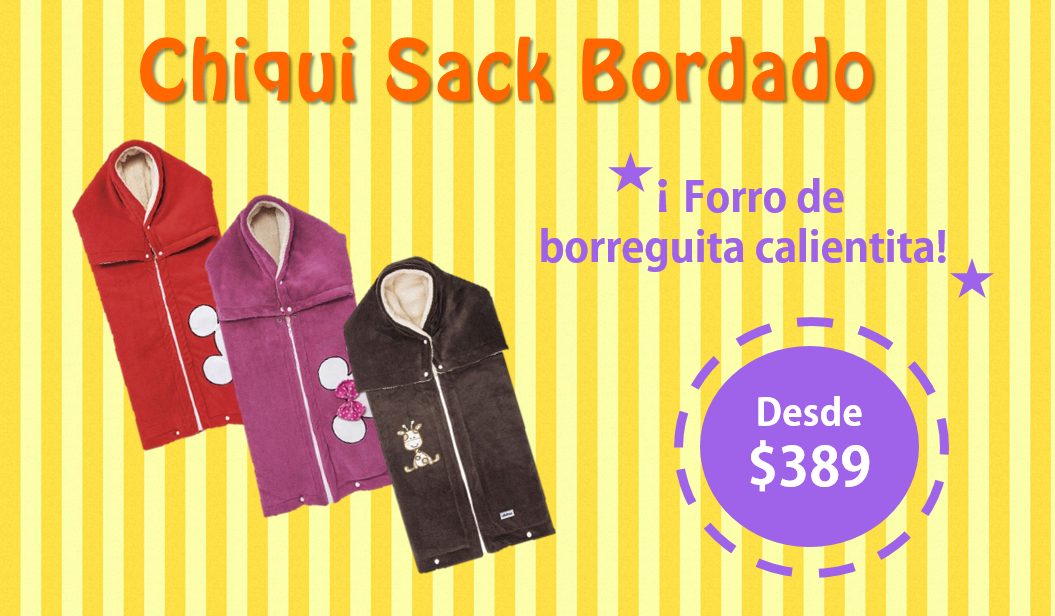 Chiqui Sack Bordado
¡ Forro de
borreguita calientita!
Desde
$389